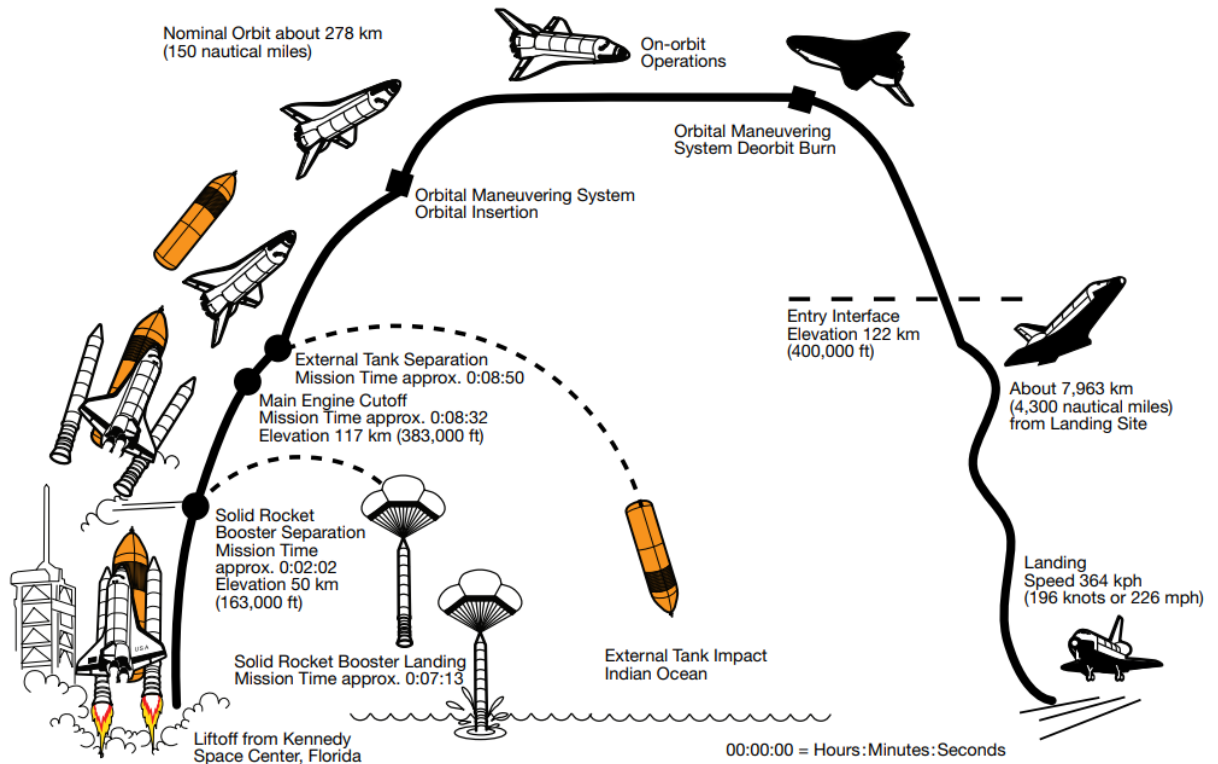 Nominal Orbit about 278 km
(150 nautical miles)
On-orbit
Operations
Orbital Maneuvering
System Deorbit Burn
Orbital Maneuvering System
Orbital Insertion
Entry Interface
Elevation 122 km
(400,000 ft)
External Tank Separation
Mission Time approx. 0:08:50
Main Engine Cutoff
Mission Time approx. 0:08:32
Elevation 117 km (383,000 ft)
About 7,963 km
(4,300 nautical miles)
from Landing Site
Solid Rocket
Booster Separation
Mission Time
approx. 0:02:02
Elevation 50 km
(163,000 ft)
Landing
Speed 364 kph
(196 knots or 226 mph)
USA
Solid Rocket Booster Landing
Mission Time approx. 0:07:13
External Tank Impact
Indian Ocean
Liftoff from Kennedy
Space Center, Florida
00:00:00 = Hours:Minutes:Seconds